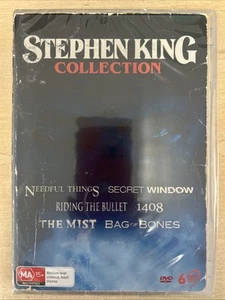 STEPHEN KING
COLLECTION
NEEDFUL THINGS SECRET WINDOW
RIDING THE BULLET 1408
THE MIST BAG OF BONES
MA 15+
DVD 6